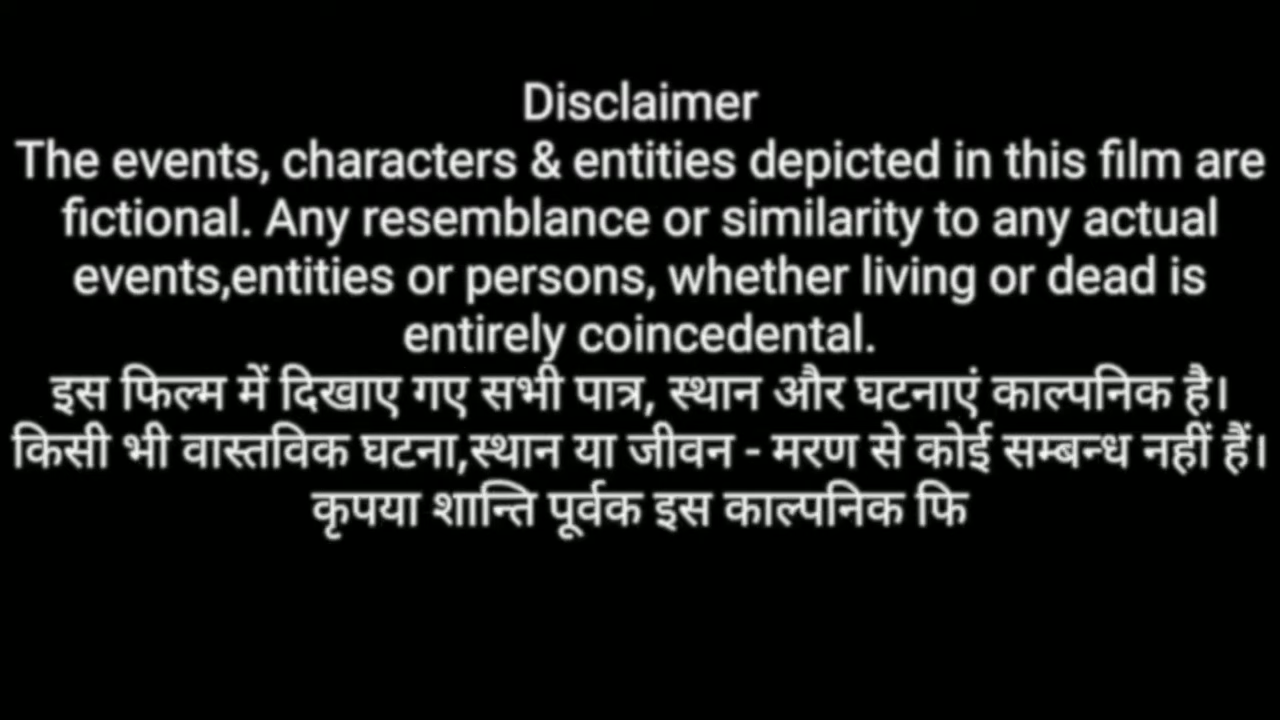 Disclaimer
The events, characters & entities depicted in this film are
fictional. Any resemblance or similarity to any actual
events,entities or persons, whether living or dead is
entirely coincedental.
इस फिल्म में दिखाए गए सभी पात्र, स्थान और घटनाएं काल्पनिक है।
किसी भी वास्तविक घटना,स्थान या जीवन - मरण से कोई सम्बन्ध नहीं हैं।
कृपया शान्ति पूर्वक इस काल्पनिक फि